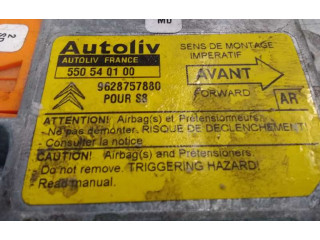 Autoliv
AUTOLIV FRANCE
550 54 01 00
9628757880
POUR S8
SENS DE MONTAGE
IMPERATIF
AVANT
FORWARD
AR
ATTENTION! Airbag(s) et Prétensionneurs
- Ne pas démonter. RISQUE DE DECLENCHEMENT
- Consulter la notice
CAUTION! Airbag(s) and Pretensioners
Do not remove. TRIGGERING HAZARD!
- Read manual.